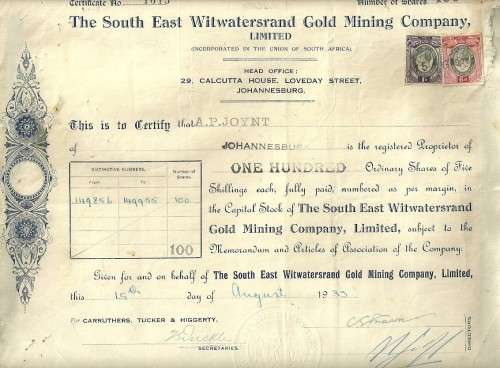 Certificate No. 1675 Number of Shares 100
The South East Witwatersrand Gold Mining Company,
LIMITED
(INCORPORATED IN THE UNION OF SOUTH AFRICA)
HEAD OFFICE:
29, CALCUTTA HOUSE, LOVEDAY STREET,
JOHANNESBURG.
This is to Certify that A.P. JOYNT
of JOHANNESBURG is the registered Proprietor of
ONE HUNDRED Ordinary Shares of Five
Shillings each, fully paid, numbered as per margin, in
the Capital Stock of The South East Witwatersrand
Gold Mining Company, Limited, subject to the
Memorandum and Articles of Association of the Company.
DISTINCTIVE NUMBERS. Number of Shares.
From To
149856 149955 100
100
Given for and on behalf of The South East Witwatersrand Gold Mining Company, Limited,
this 15th day of August 1933
For CARRUTHERS, TUCKER & HIGGERTY,
SECRETARIES.
DIRECTORS